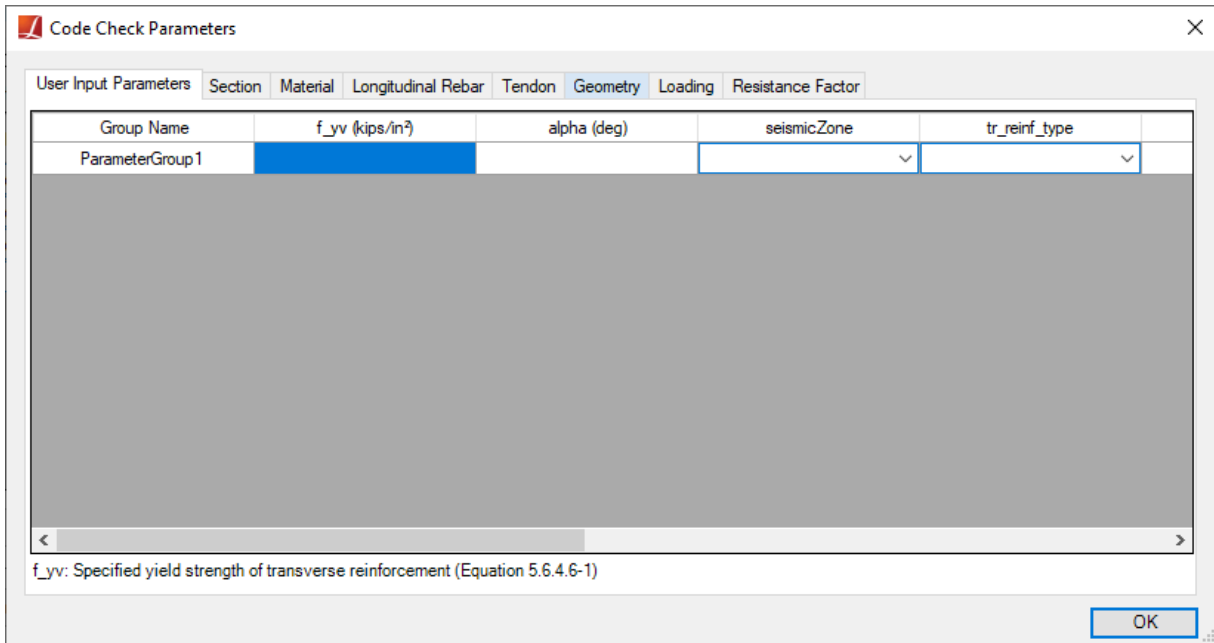 Code Check Parameters
User Input Parameters Section Material Longitudinal Rebar Tendon Geometry Loading Resistance Factor
Group Name f_yv (kips/in²) alpha (deg) seismicZone tr_reinf_type
ParameterGroup1
f_yv: Specified yield strength of transverse reinforcement (Equation 5.6.4.6-1)
OK